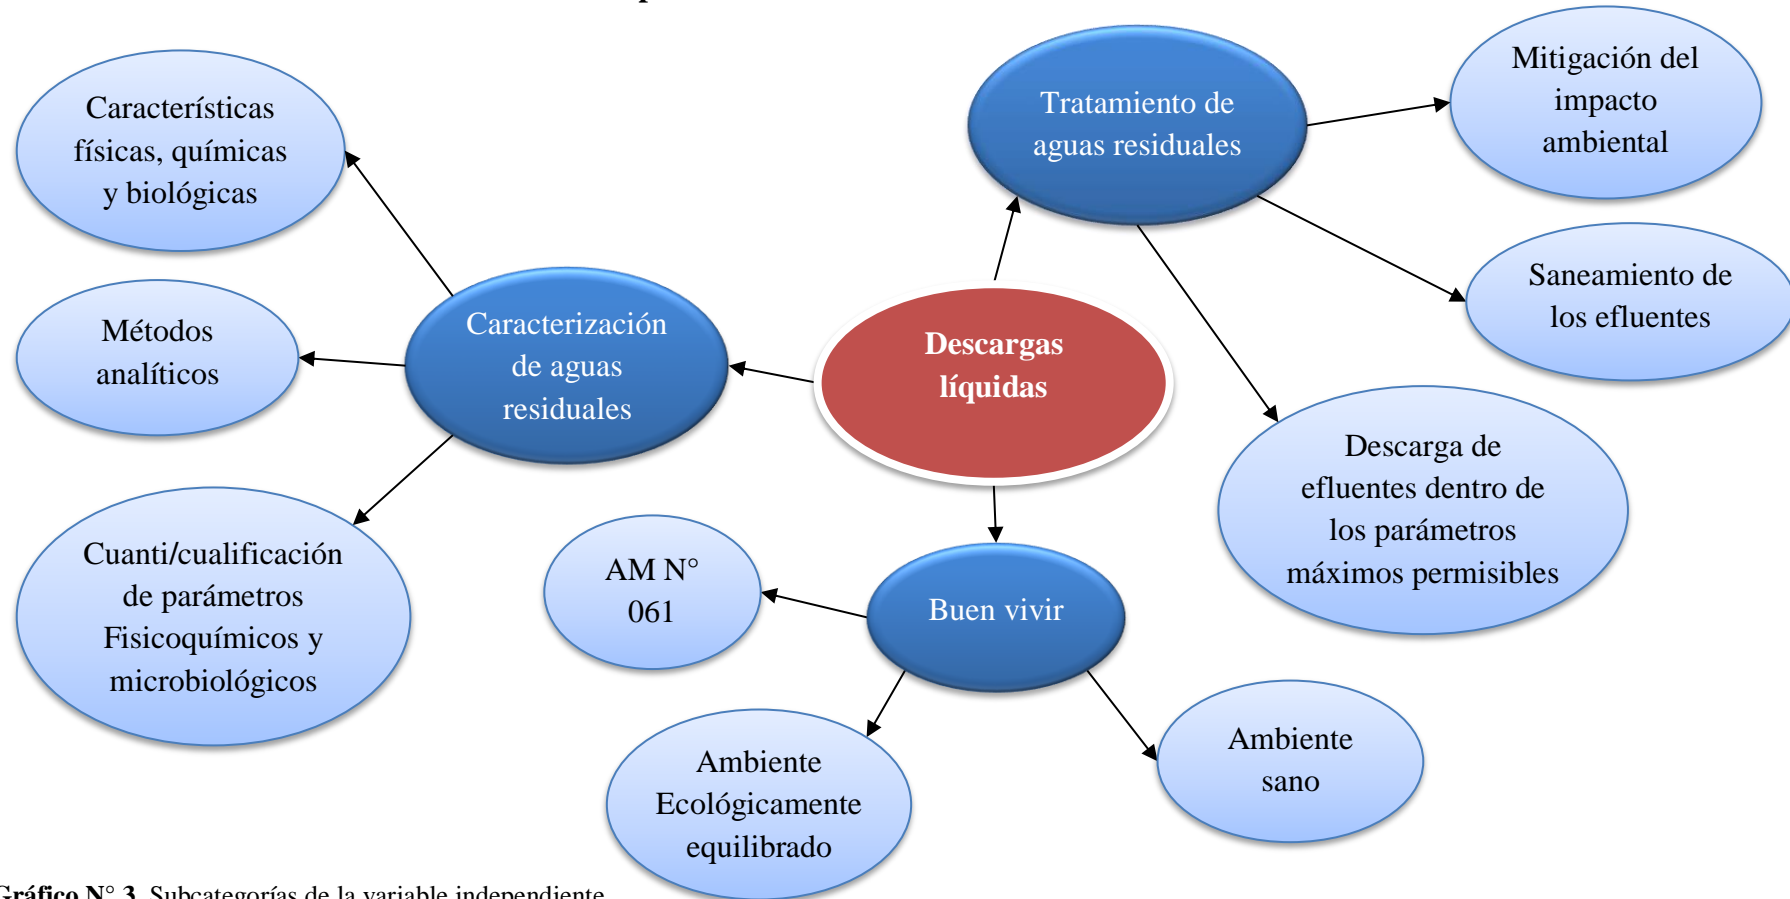 Características
físicas, químicas
y biológicas
Métodos
analíticos
Cuanti/cualificación
de parámetros
Fisicoquímicos y
microbiológicos
Caracterización
de aguas
residuales
Descargas
líquidas
Tratamiento de
aguas residuales
Mitigación del
impacto
ambiental
Saneamiento de
los efluentes
Descarga de
efluentes dentro de
los parámetros
máximos permisibles
Buen vivir
AM N°
061
Ambiente
Ecológicamente
equilibrado
Ambiente
sano
Gráfico N° 3. Subcategorías de la variable independiente